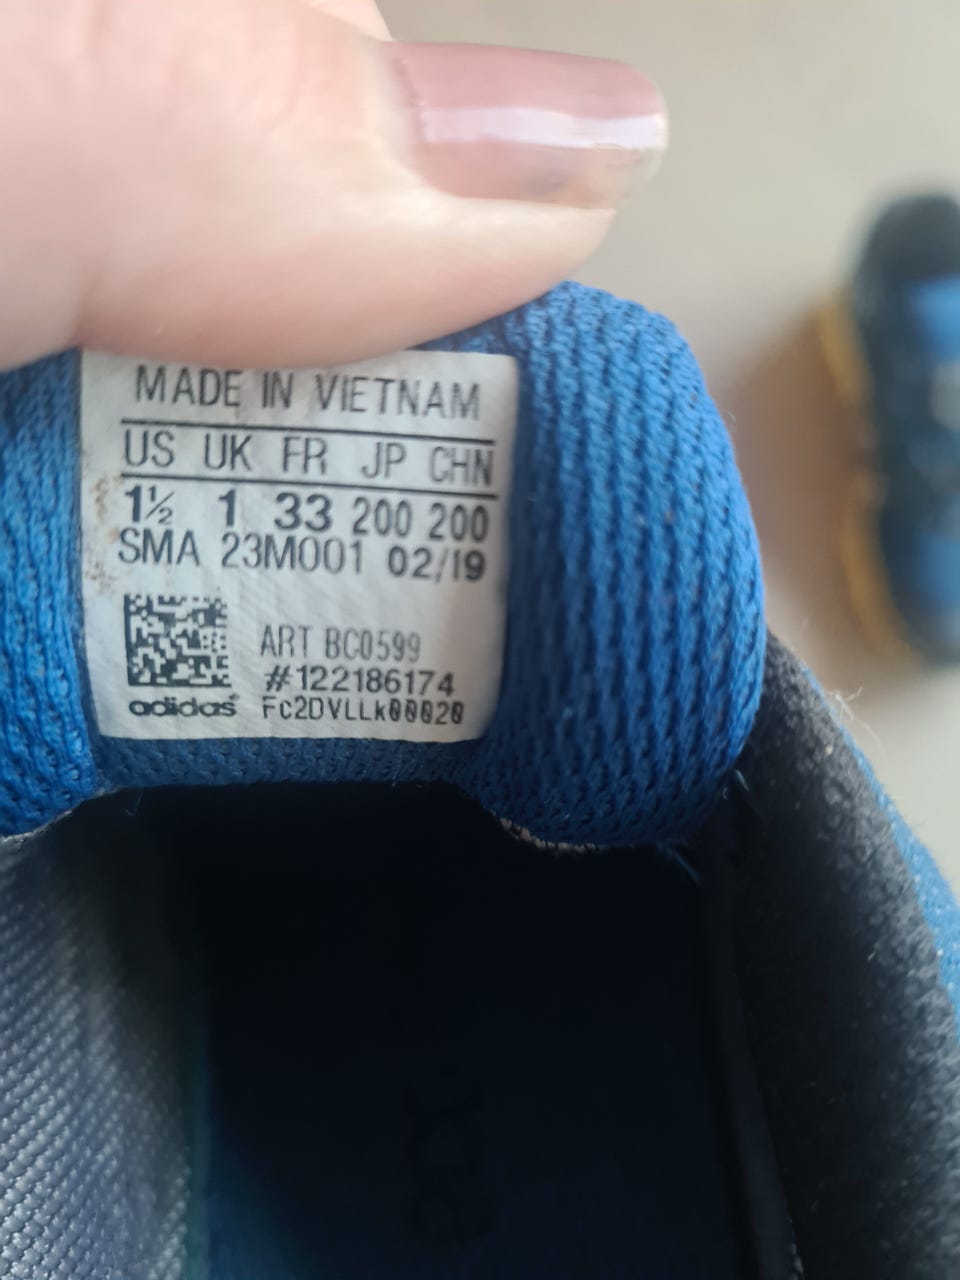 MADE IN VIETNAM
US UK FR JP CHN
1½ 1 33 200 200
SMA 23M001 02/19
ART BC0599
#122186174
adidas® Fc2DVLLk00020